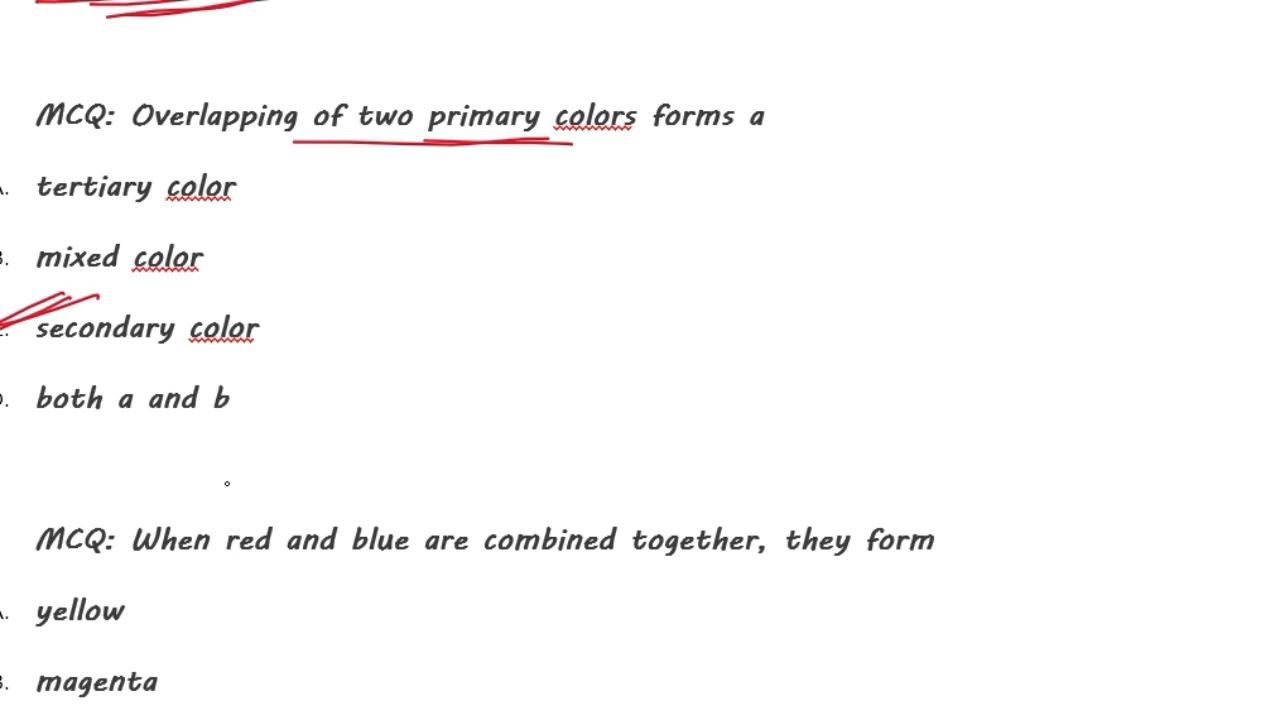 MCQ: Overlapping of two primary colors forms a
A. tertiary color
B. mixed color
secondary color
D. both a and b
MCQ: When red and blue are combined together, they form
A. yellow
B. magenta